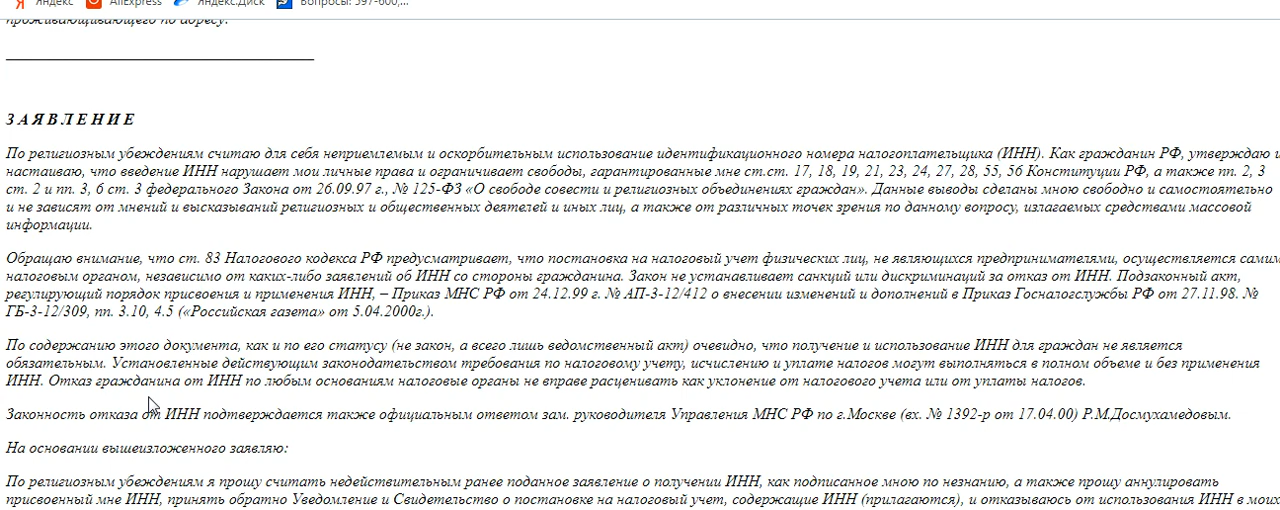 Яндекс AliExpress Яндекс.Диск Вопросы: 597-600,...
проживающего по адресу:
З А Я В Л Е Н И Е
По религиозным убеждениям считаю для себя неприемлемым и оскорбительным использование идентификационного номера налогоплательщика (ИНН). Как гражданин РФ, утверждаю и
настаиваю, что введение ИНН нарушает мои личные права и ограничивает свободы, гарантированные мне ст.ст. 17, 18, 19, 21, 23, 24, 27, 28, 55, 56 Конституции РФ, а также пп. 2, 3
ст. 2 и пп. 3, 6 ст. 3 федерального Закона от 26.09.97 г., № 125-ФЗ «О свободе совести и религиозных объединениях граждан». Данные выводы сделаны мною свободно и самостоятельно
и не зависят от мнений и высказываний религиозных и общественных деятелей и иных лиц, а также от различных точек зрения по данному вопросу, излагаемых средствами массовой
информации.
Обращаю внимание, что ст. 83 Налогового кодекса РФ предусматривает, что постановка на налоговый учет физических лиц, не являющихся предпринимателями, осуществляется самим
налоговым органом, независимо от каких-либо заявлений об ИНН со стороны гражданина. Закон не устанавливает санкций или дискриминаций за отказ от ИНН. Подзаконный акт,
регулирующий порядок присвоения и применения ИНН, – Приказ МНС РФ от 24.12.99 г. № АП-3-12/412 о внесении изменений и дополнений в Приказ Госналогслужбы РФ от 27.11.98. №
ГБ-3-12/309, пп. 3.10, 4.5 («Российская газета» от 5.04.2000г.).
По содержанию этого документа, как и по его статусу (не закон, а всего лишь ведомственный акт) очевидно, что получение и использование ИНН для граждан не является
обязательным. Установленные действующим законодательством требования по налоговому учету, исчислению и уплате налогов могут выполняться в полном объеме и без применения
ИНН. Отказ гражданина от ИНН по любым основаниям налоговые органы не вправе расценивать как уклонение от налогового учета или от уплаты налогов.
Законность отказа от ИНН подтверждается также официальным ответом зам. руководителя Управления МНС РФ по г.Москве (вх. № 1392-р от 17.04.00) Р.М.Досмухамедовым.
На основании вышеизложенного заявляю:
По религиозным убеждениям я прошу считать недействительным ранее поданное заявление о получении ИНН, как подписанное мною по незнанию, а также прошу аннулировать
присвоенный мне ИНН, принять обратно Уведомление и Свидетельство о постановке на налоговый учет, содержащие ИНН (прилагаются), и отказываюсь от использования ИНН в моих